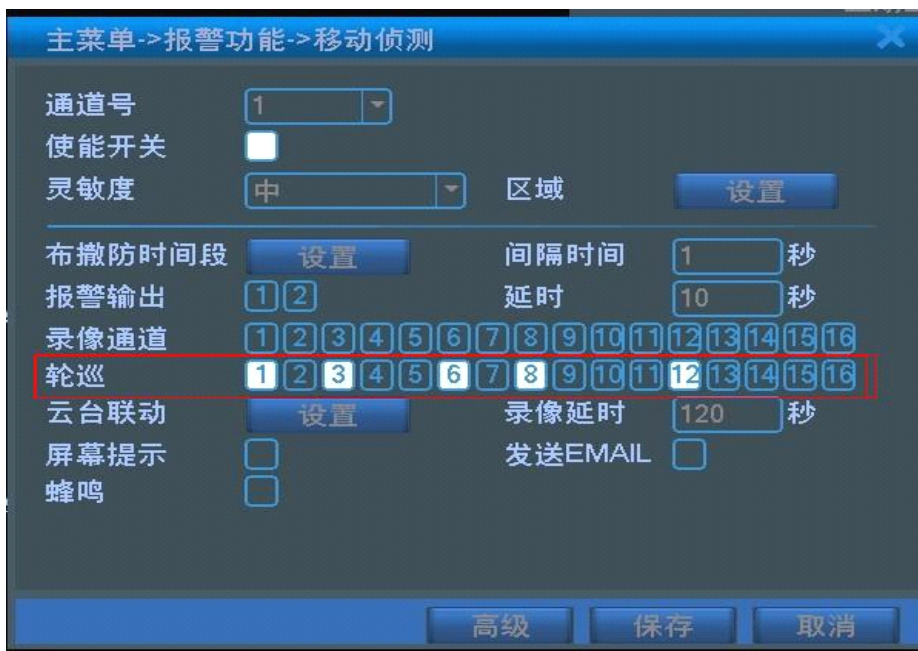 主菜单->报警功能->移动侦测
通道号 1
使能开关
灵敏度 中 区域 设置
布撤防时间段 设置 间隔时间 1 秒
报警输出 1 2 延时 10 秒
录像通道 1 2 3 4 5 6 7 8 9 10 11 12 13 14 15 16
轮巡 1 2 3 4 5 6 7 8 9 10 11 12 13 14 15 16
云台联动 设置 录像延时 120 秒
屏幕提示 发送EMAIL
蜂鸣
高级 保存 取消